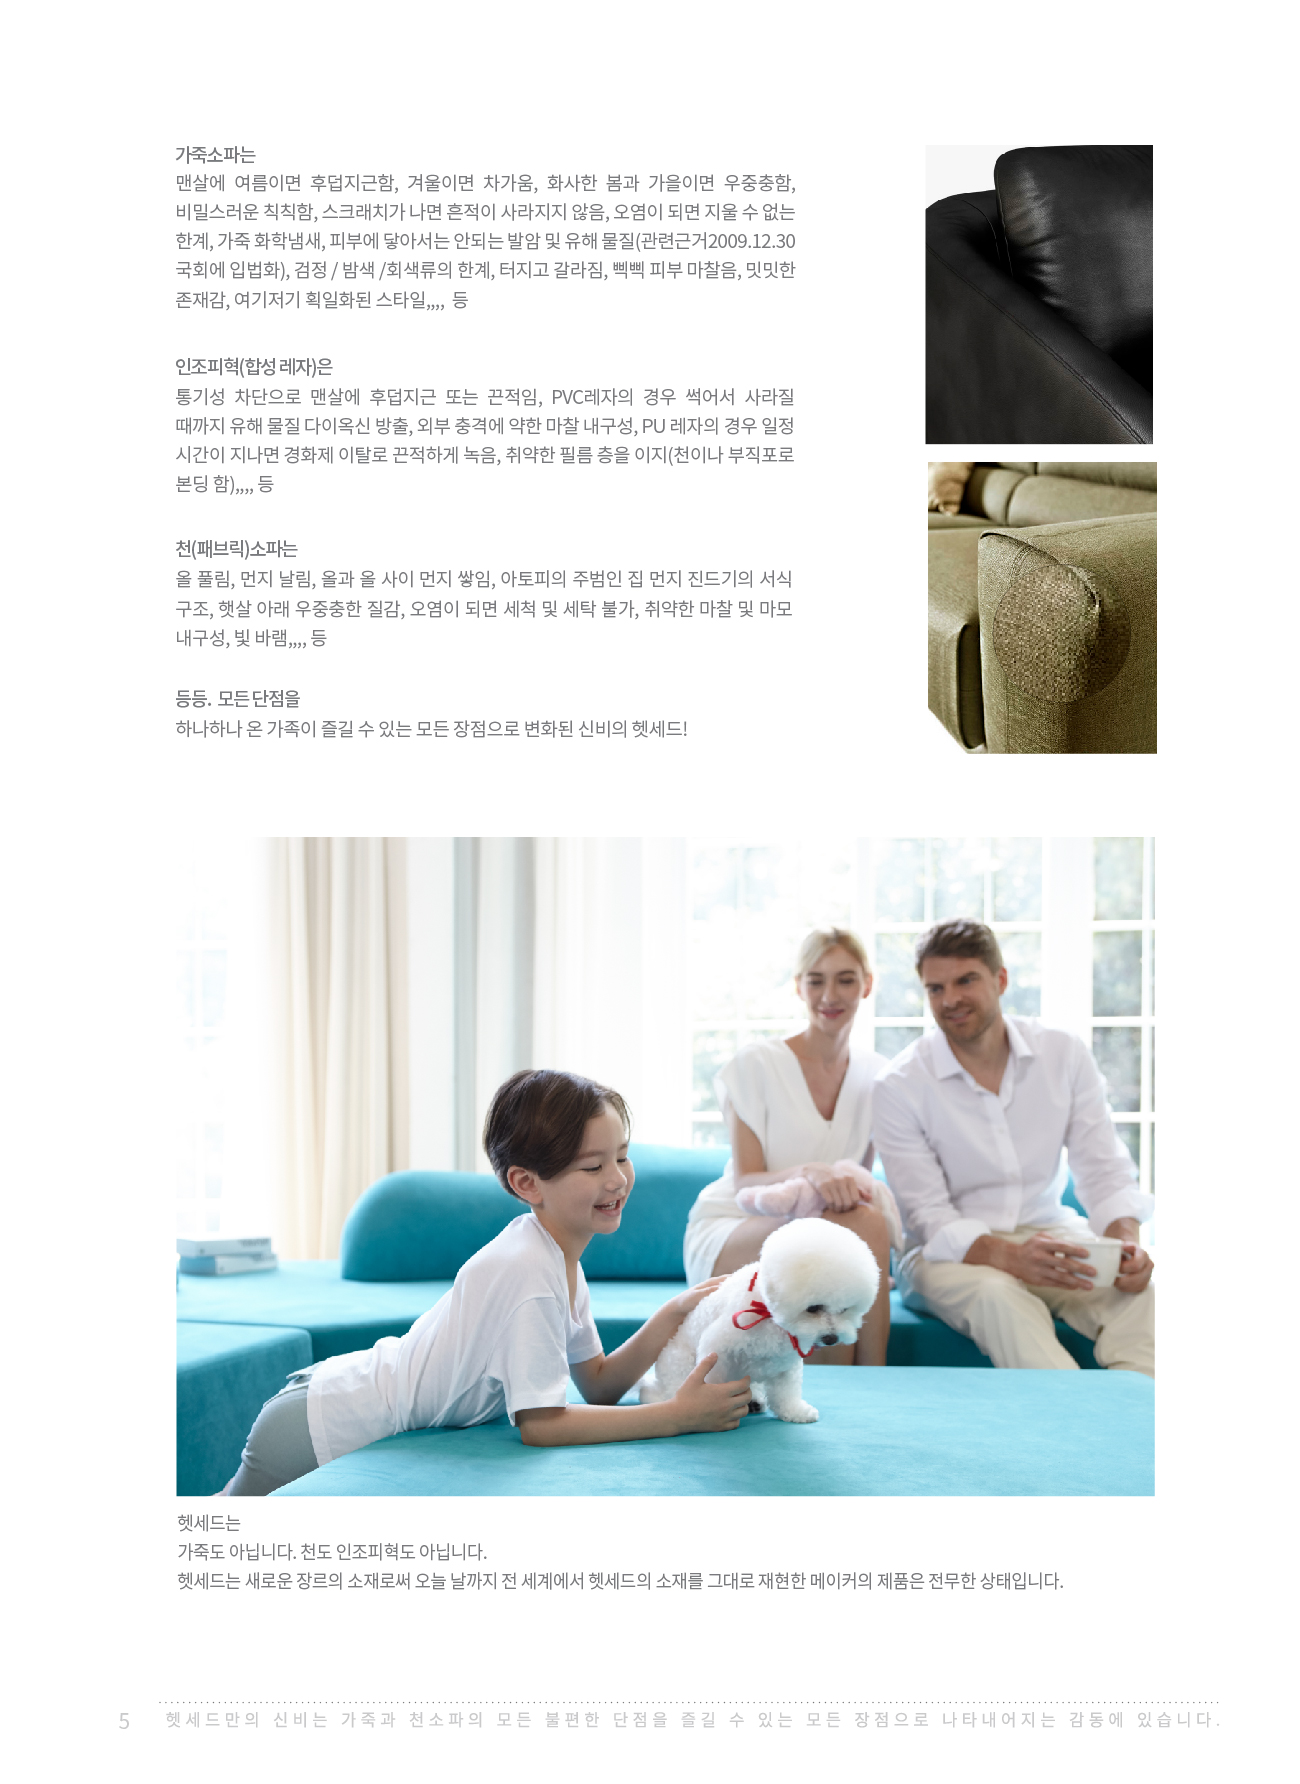 가죽소파는
맨살에 여름이면 후덥지근함, 겨울이면 차가움, 화사한 봄과 가을이면 우중충함,
비밀스러운 칙칙함, 스크래치가 나면 흔적이 사라지지 않음, 오염이 되면 지울 수 없는
한계, 가죽 화학냄새, 피부에 닿아서는 안되는 발암 및 유해 물질(관련근거2009.12.30
국회에 입법화), 검정 / 밤색 /회색류의 한계, 터지고 갈라짐, 삑삑 피부 마찰음, 밋밋한
존재감, 여기저기 획일화된 스타일,,,, 등
인조피혁(합성 레자)은
통기성 차단으로 맨살에 후덥지근 또는 끈적임, PVC레자의 경우 썩어서 사라질
때까지 유해 물질 다이옥신 방출, 외부 충격에 약한 마찰 내구성, PU 레자의 경우 일정
시간이 지나면 경화제 이탈로 끈적하게 녹음, 취약한 필름 층을 이지(천이나 부직포로
본딩 함),,,, 등
천(패브릭)소파는
올 풀림, 먼지 날림, 올과 올 사이 먼지 쌓임, 아토피의 주범인 집 먼지 진드기의 서식
구조, 햇살 아래 우중충한 질감, 오염이 되면 세척 및 세탁 불가, 취약한 마찰 및 마모
내구성, 빛 바램,,,, 등
등등. 모든 단점을
하나하나 온 가족이 즐길 수 있는 모든 장점으로 변화된 신비의 헷세드!
헷세드는
가죽도 아닙니다. 천도 인조피혁도 아닙니다.
헷세드는 새로운 장르의 소재로써 오늘 날까지 전 세계에서 헷세드의 소재를 그대로 재현한 메이커의 제품은 전무한 상태입니다.
5 헷세드만의 신비는 가죽과 천소파의 모든 불편한 단점을 즐길 수 있는 모든 장점으로 나타내어지는 감동에 있습니다.